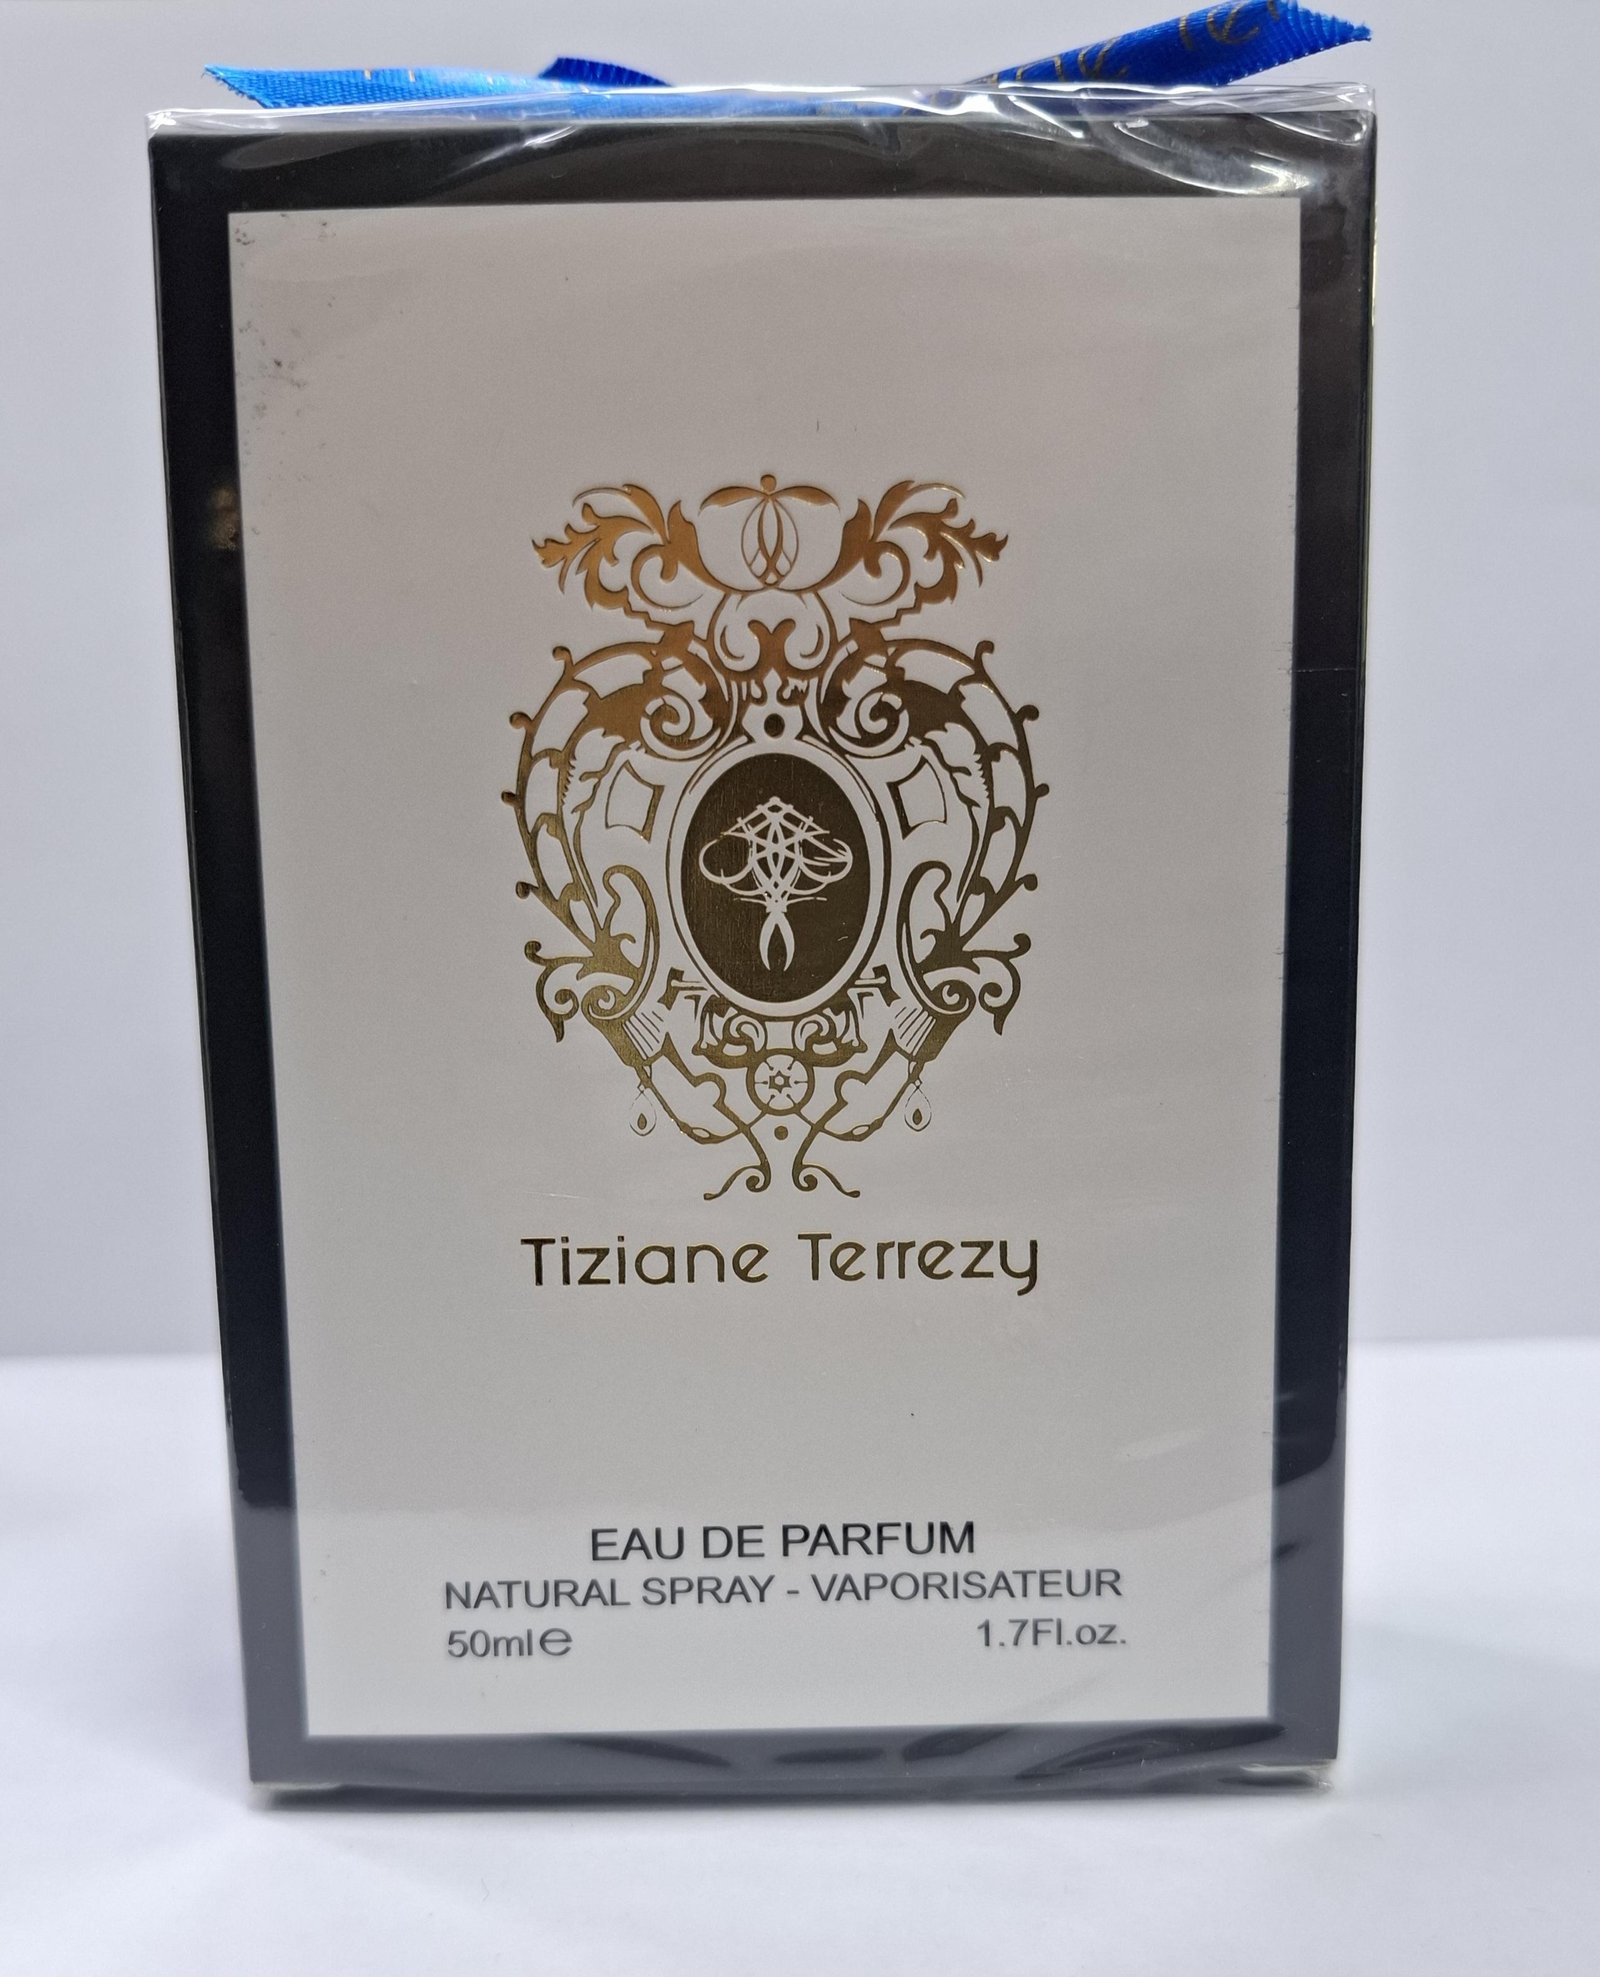 Tiziane Terrezy
EAU DE PARFUM
NATURAL SPRAY - VAPORISATEUR
50ml℮ 1.7Fl.oz.